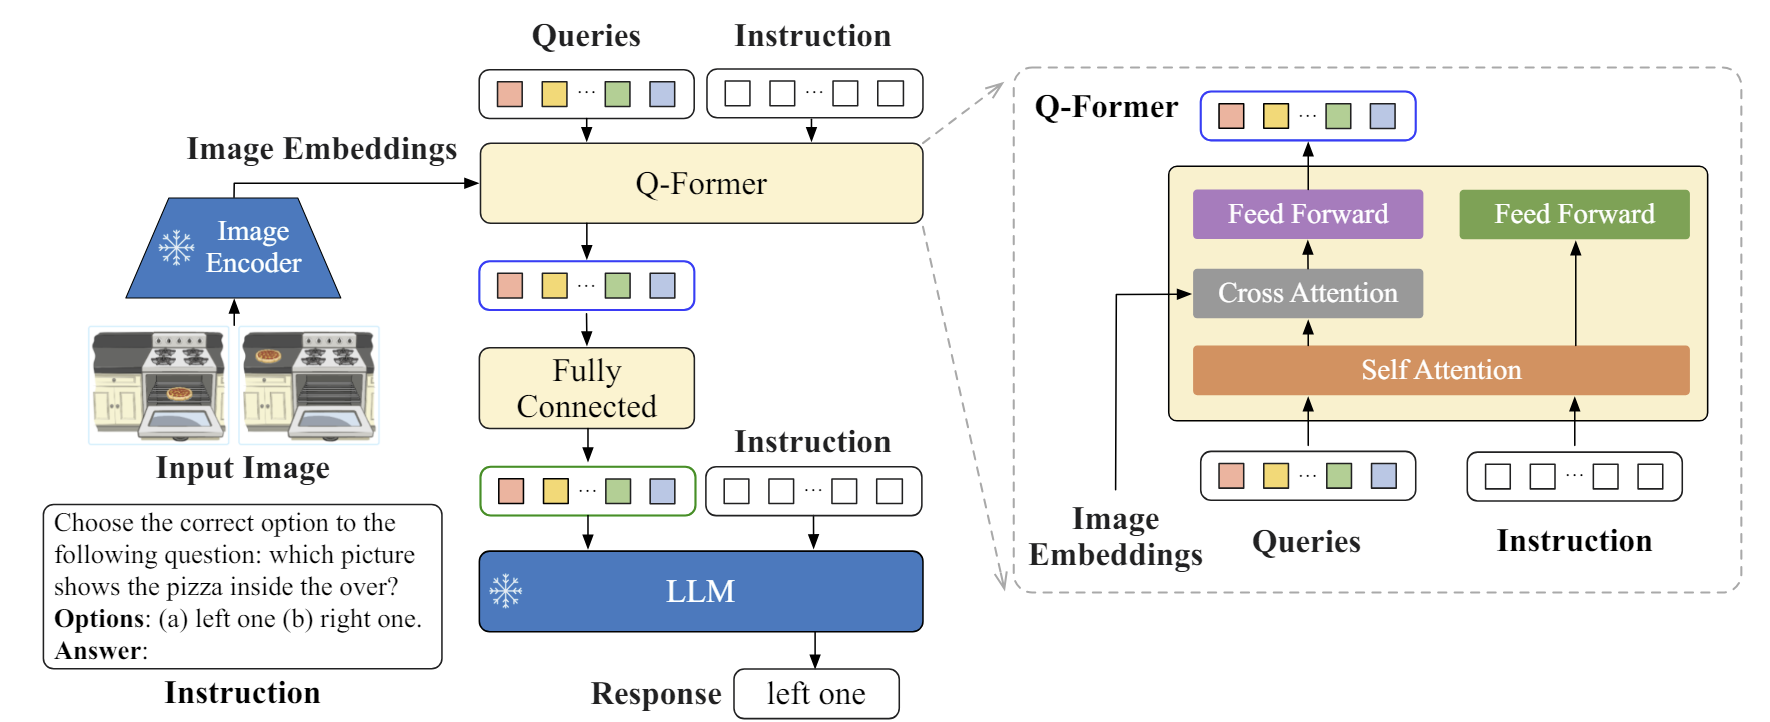 Queries
Instruction
Image Embeddings
Q-Former
Image
Encoder
Input Image
Fully
Connected
Instruction
LLM
Response
left one
Choose the correct option to the
following question: which picture
shows the pizza inside the over?
Options: (a) left one (b) right one.
Answer:
Instruction
Q-Former
Feed Forward
Feed Forward
Cross Attention
Self Attention
Image
Embeddings
Queries
Instruction